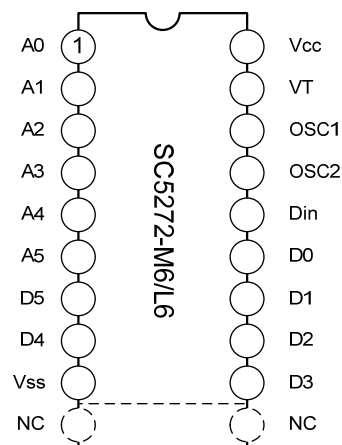 A0 1 Vcc
A1 VT
A2 OSC1
A3 OSC2
A4 Din
A5 D0
D5 D1
D4 D2
Vss D3
NC NC
SC5272-M6/L6